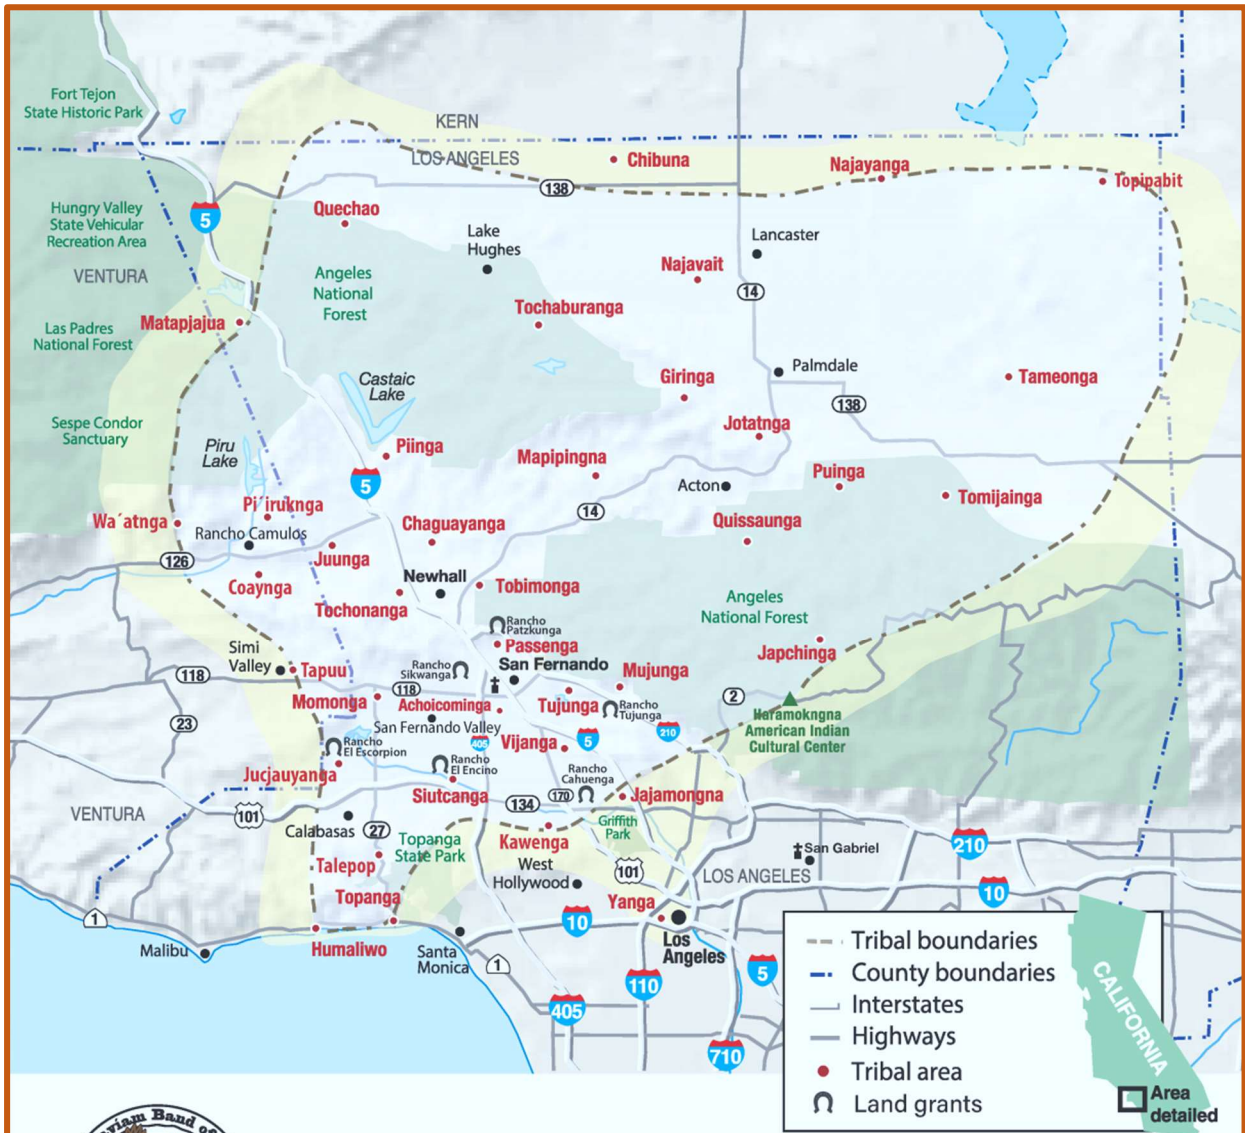 Fort Tejon
State Historic Park
KERN
LOS ANGELES
Chibuna
Najayanga
Topipabit
138
Hungry Valley
State Vehicular
Recreation Area
5
Quechao
Lake
Hughes
Lancaster
VENTURA
Angeles
National
Forest
Najavait
14
Tochaburanga
Matapjajua
Las Padres
National Forest
Castaic
Lake
Giringa
Palmdale
Tameonga
138
Sespe Condor
Sanctuary
Piru
Lake
Piinga
Jotatnga
Mapipingna
Puinga
5
Acton
Tomijainga
Pi´iruknga
14
Wa´atnga
Rancho Camulos
Chaguayanga
Quissaunga
126
Juunga
Coaynga
Newhall
Tobimonga
Tochonanga
Angeles
National Forest
Rancho
Patzkunga
Passenga
Japchinga
Simi
Valley
Tapuu
Rancho
Sikwanga
San Fernando
Mujunga
118
118
Momonga
Achoicominga
Tujunga
Rancho
Tujunga
2
23
San Fernando Valley
Haramokngna
American Indian
Cultural Center
Rancho
El Escorpion
405
Vijanga
5
210
Jucjauyanga
Rancho
El Encino
Rancho
Cahuenga
Siutcanga
134
170
Jajamongna
VENTURA
101
Calabasas
27
Topanga
State Park
Kawenga
Griffith
Park
Talepop
West
Hollywood
101
San Gabriel
210
LOS ANGELES
10
Topanga
Yanga
1
10
Humaliwo
Malibu
Santa
Monica
1
Los
Angeles
5
110
405
710
Tribal boundaries
County boundaries
Interstates
Highways
Tribal area
Land grants
CALIFORNIA
Area
detailed
Band of